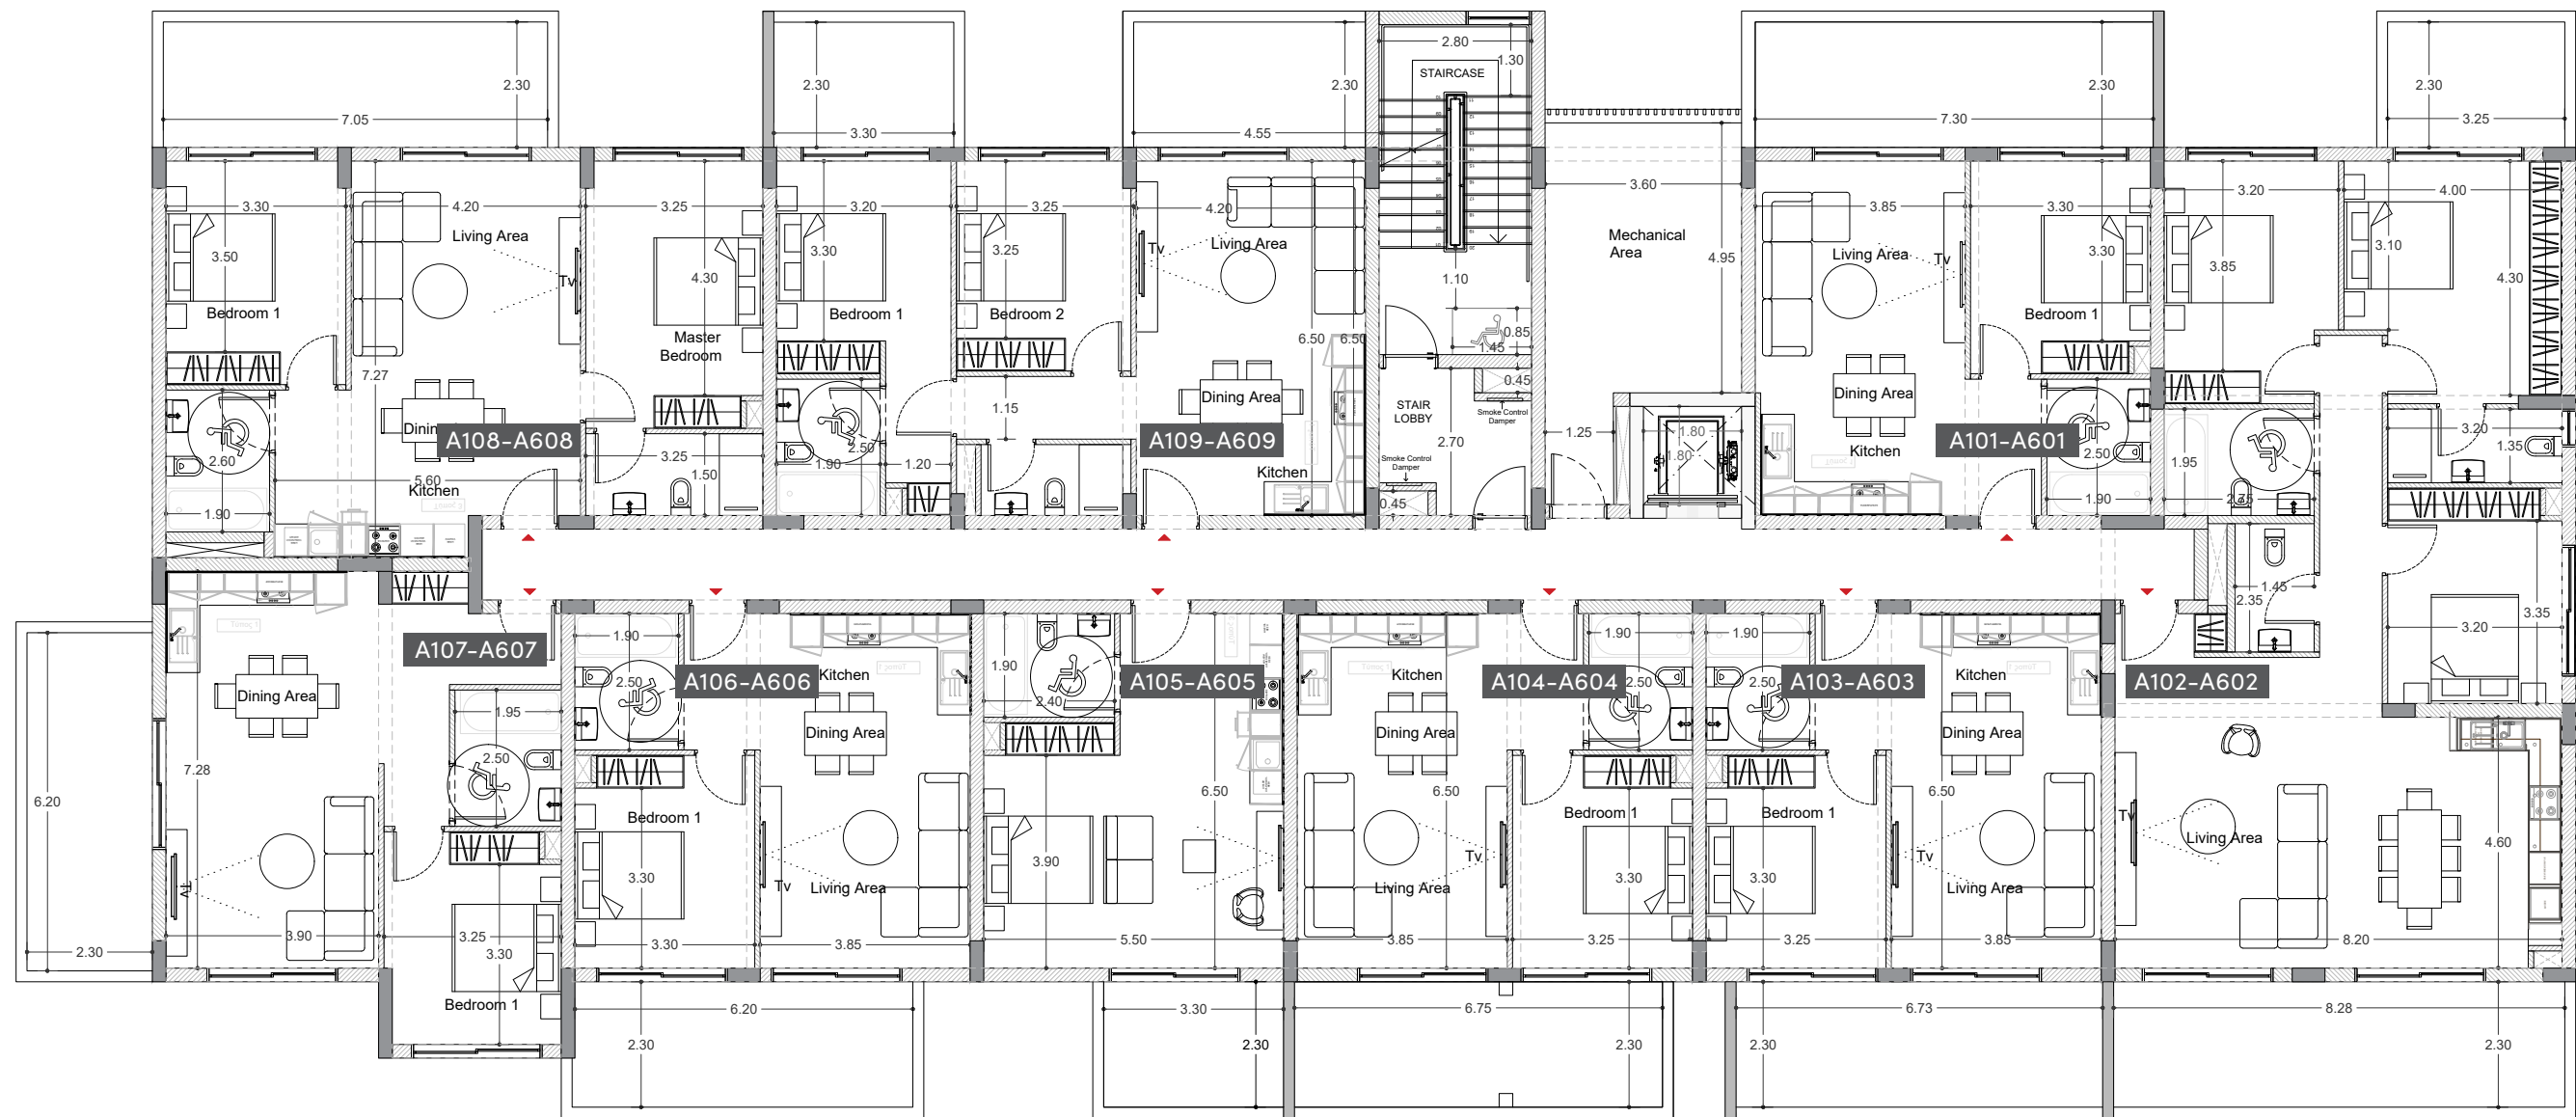 2.80
1.30
STAIRCASE
2.30
2.30
2.30
2.30
2.30
7.05
3.30
4.55
7.30
3.25
3.30
4.20
3.25
3.20
3.25
4.20
3.60
3.85
3.30
3.20
4.00
Living Area
Tv
Living Area
Mechanical
Area
Living Area
Tv
3.50
4.30
3.30
3.25
4.95
3.30
3.85
3.10
4.30
Tv
1.10
Bedroom 1
Bedroom 1
Bedroom 2
Bedroom 1
Master
Bedroom
6.50
6.50
0.85
1.45
7.27
0.45
Dining Area
Dining Area
1.15
STAIR
LOBBY
Smoke Control
Damper
A108-A608
A109-A609
A101-A601
1.25
1.80
1.80
3.20
1.35
2.60
3.25
1.50
2.50
1.90
1.20
2.70
Kitchen
2.50
1.95
5.60
Kitchen
Kitchen
Smoke Control
Damper
0.45
1.90
1.90
2.75
1.45
2.35
3.35
3.20
A107-A607
1.90
2.50
A106-A606
Kitchen
1.90
2.40
A105-A605
Kitchen
1.90
A104-A604
2.50
1.90
2.50
A103-A603
Kitchen
A102-A602
Dining Area
1.95
2.50
Dining Area
Dining Area
Dining Area
7.28
6.20
6.50
6.50
6.50
Bedroom 1
Bedroom 1
Bedroom 1
Tv
Living Area
4.60
Tv
3.30
Tv
Living Area
3.90
Living Area
Tv
3.30
3.30
Tv
Living Area
2.30
3.90
3.25
3.30
3.30
3.85
5.50
3.85
3.25
3.25
3.85
8.20
Bedroom 1
6.20
3.30
6.75
6.73
8.28
2.30
2.30
2.30
2.30
2.30